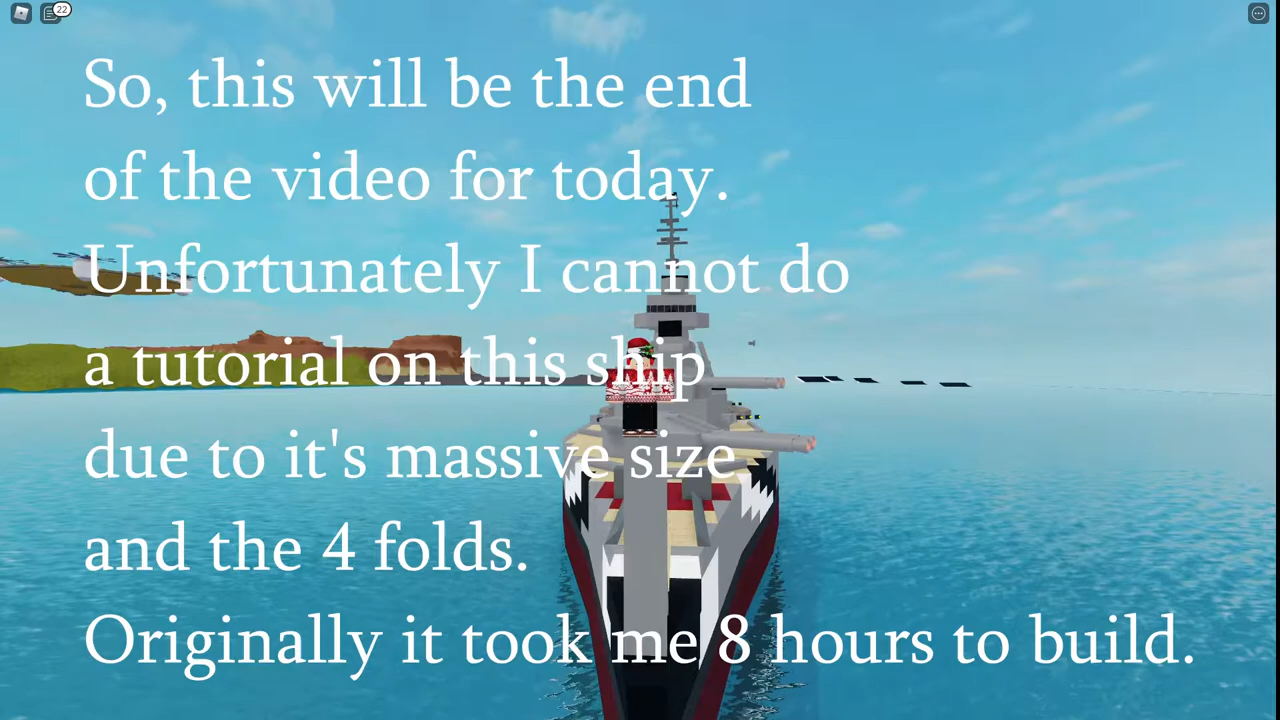 22
So, this will be the end
of the video for today.
Unfortunately I cannot do
a tutorial on this ship
due to it's massive size
and the 4 folds.
Originally it took me 8 hours to build.